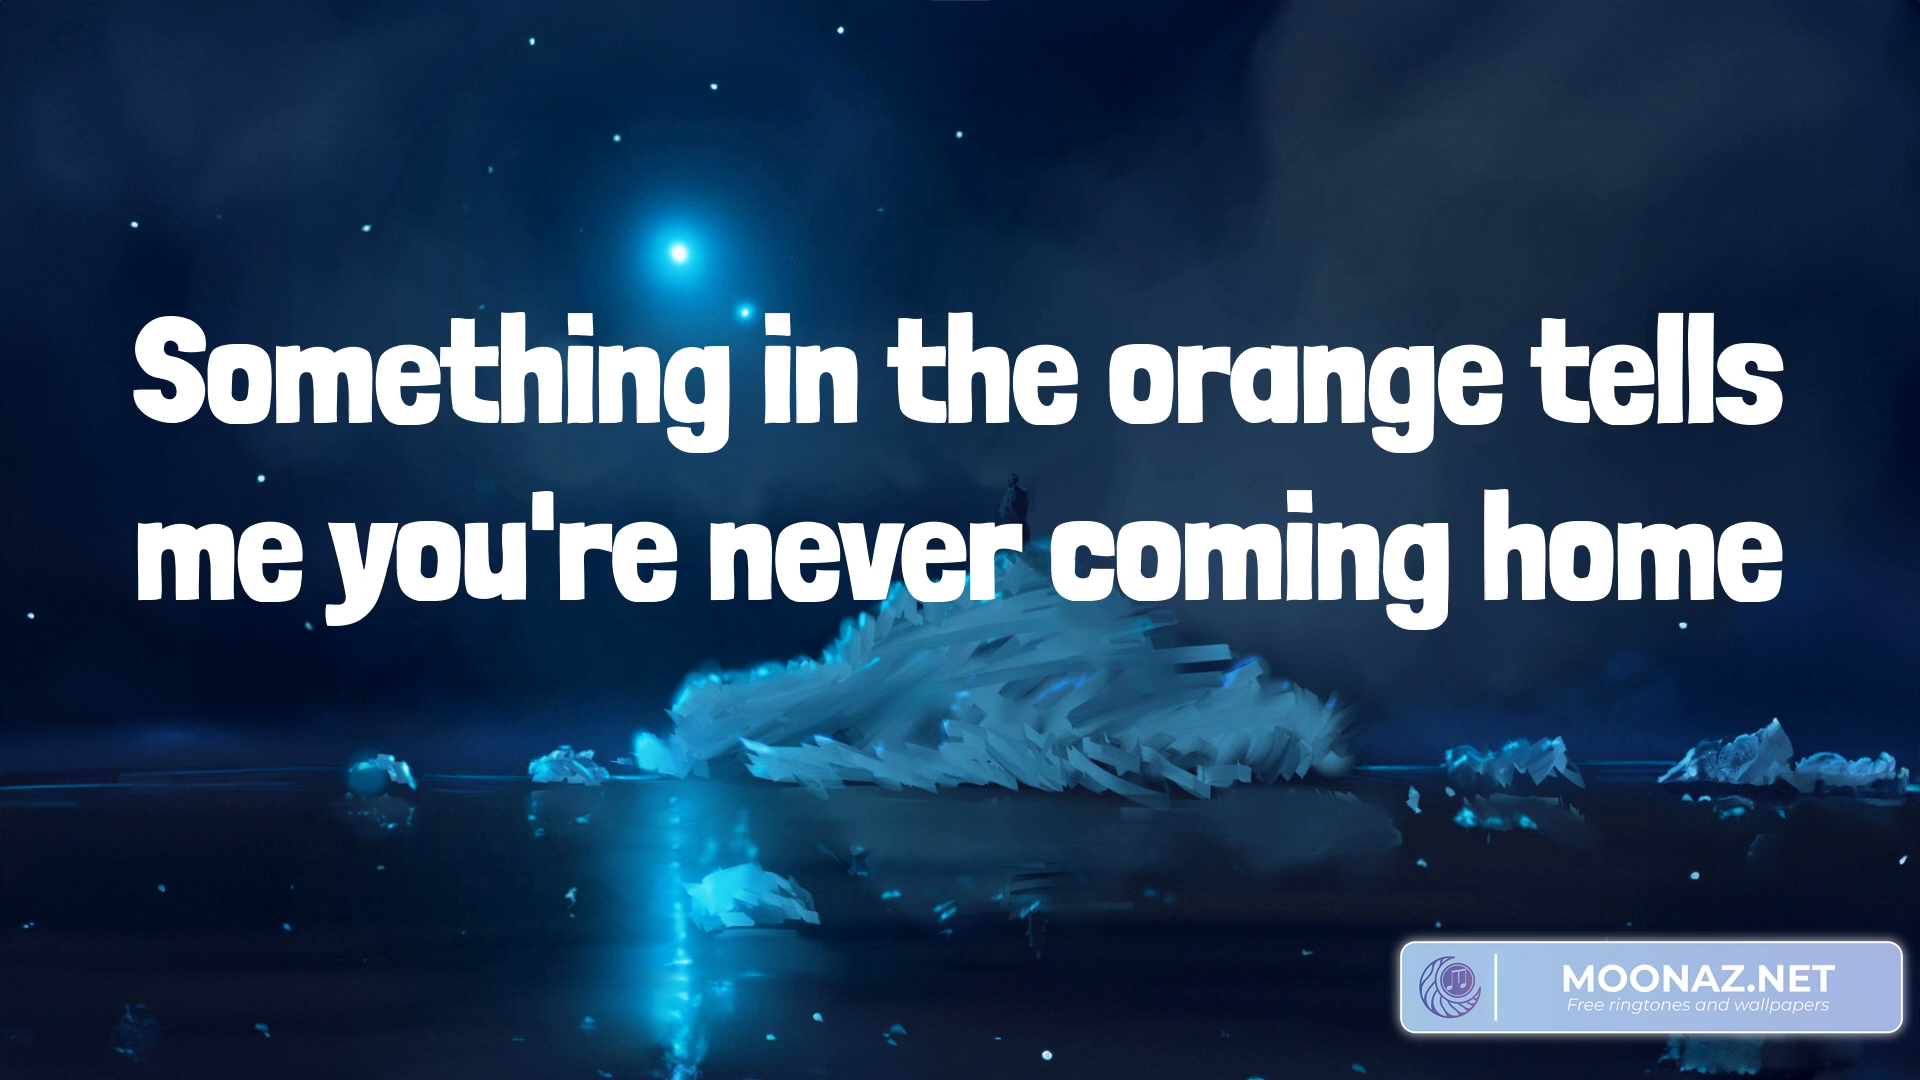 Something in the orange tells
me you're never coming home
MOONAZ.NET
Free ringtones and wallpapers